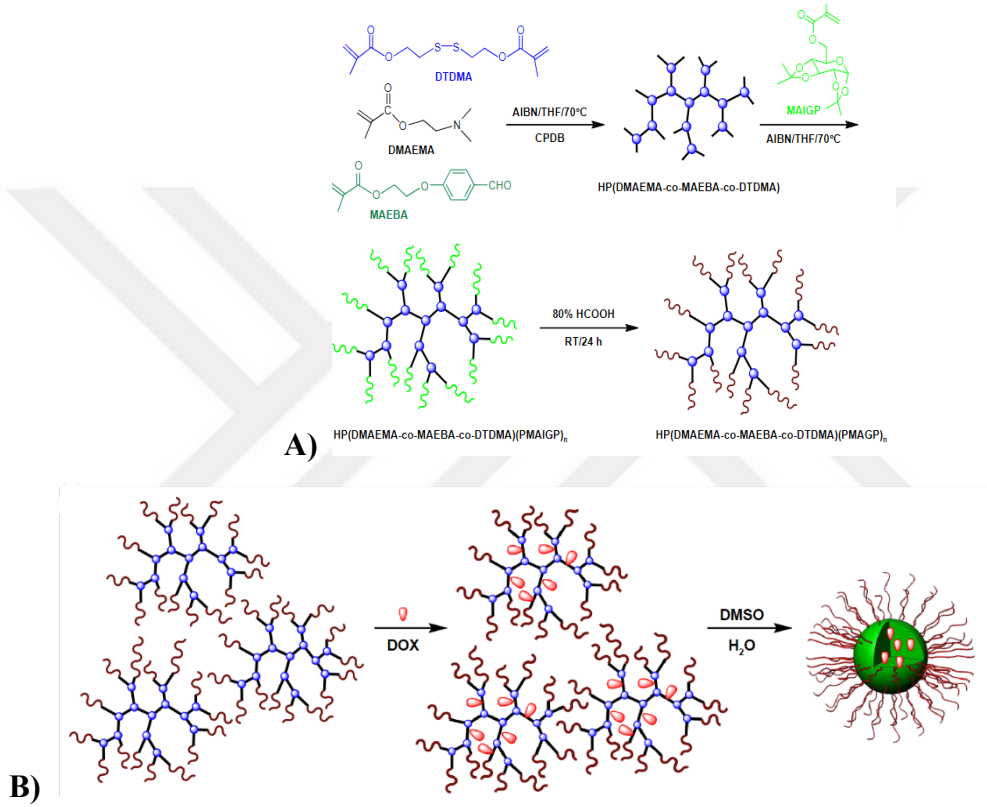 O
O
S
S
O
O
DTDMA
O
C
O
N
DMAEMA
O
O
O
CHO
MAEBA
AIBN/THF/70°C
CPDB
HP(DMAEMA-co-MAEBA-co-DTDMA)
O
O
O
O
O
O
O
MAIGP
AIBN/THF/70°C
80% HCOOH
RT/24 h
A)
HP(DMAEMA-co-MAEBA-co-DTDMA)(PMAIGP)n
HP(DMAEMA-co-MAEBA-co-DTDMA)(PMAGP)n
DOX
DMSO
H2O
B)